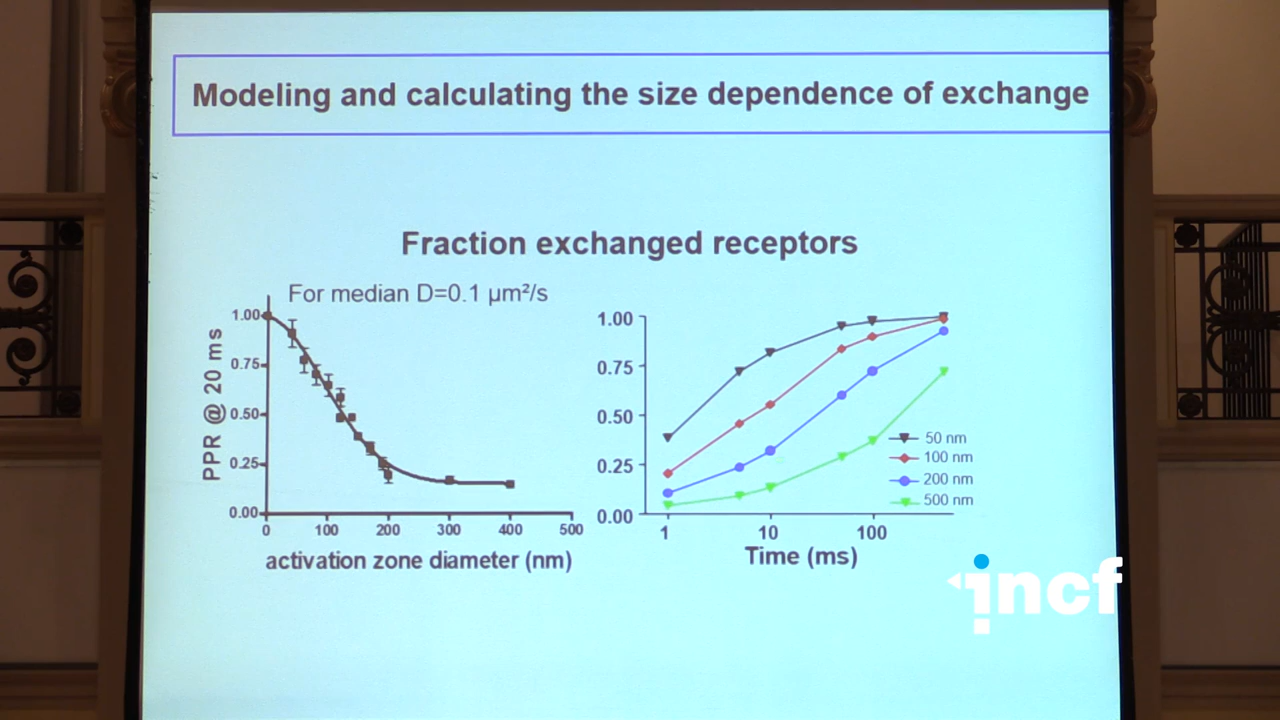 Modeling and calculating the size dependence of exchange
Fraction exchanged receptors
For median D=0.1 µm²/s
PPR @ 20 ms
1.00
0.75
0.50
0.25
0.00
0 100 200 300 400 500
activation zone diameter (nm)
1.00
0.75
0.50
0.25
0.00
1 10 100
Time (ms)
50 nm
100 nm
200 nm
500 nm
incf